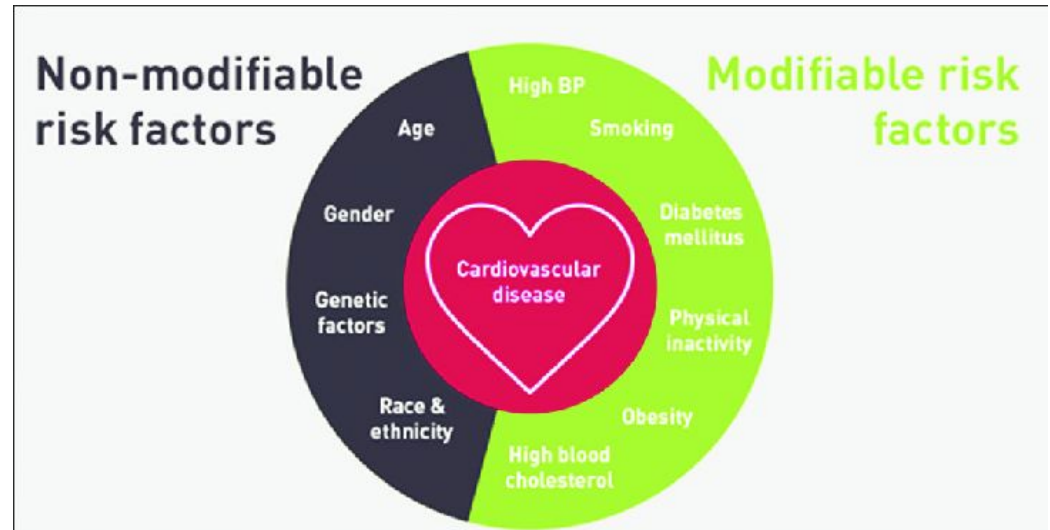 Non-modifiable
risk factors
Modifiable risk
factors
Age
Gender
Genetic
factors
Race &
ethnicity
Cardiovascular
disease
High BP
Smoking
Diabetes
mellitus
Physical
inactivity
Obesity
High blood
cholesterol